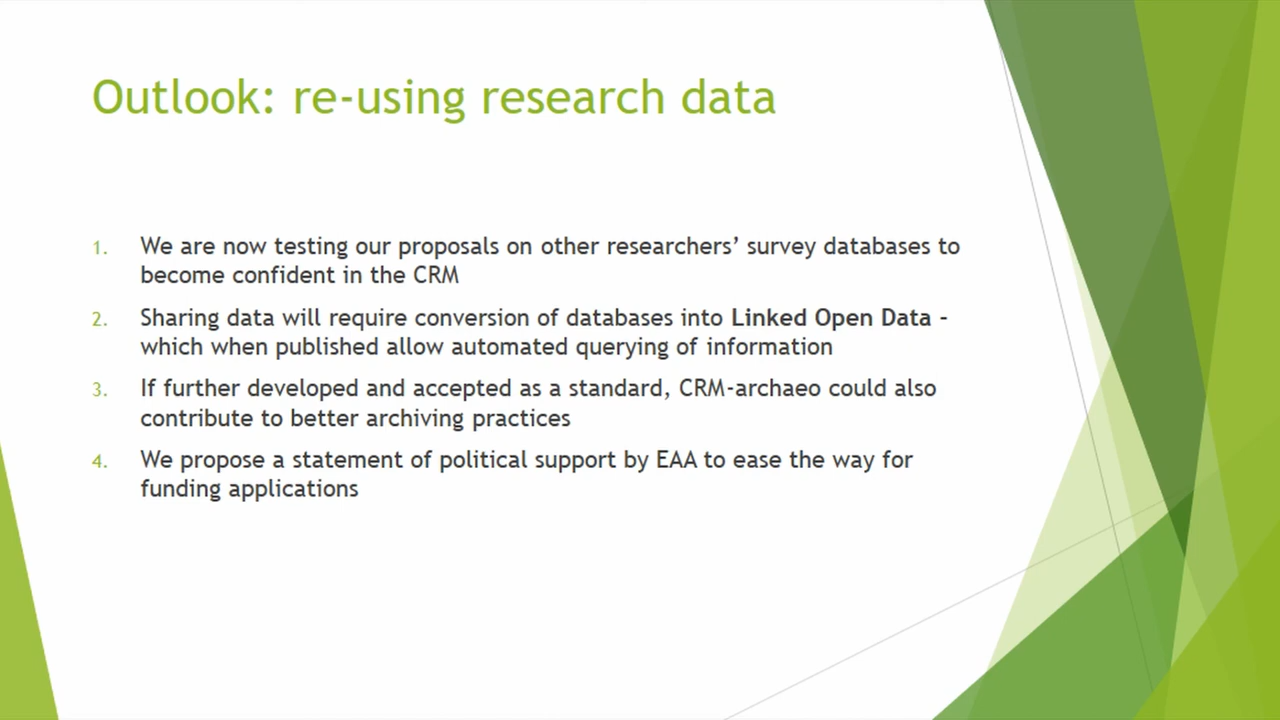 Outlook: re-using research data
1. We are now testing our proposals on other researchers’ survey databases to
become confident in the CRM
2. Sharing data will require conversion of databases into Linked Open Data –
which when published allow automated querying of information
3. If further developed and accepted as a standard, CRM-archaeo could also
contribute to better archiving practices
4. We propose a statement of political support by EAA to ease the way for
funding applications